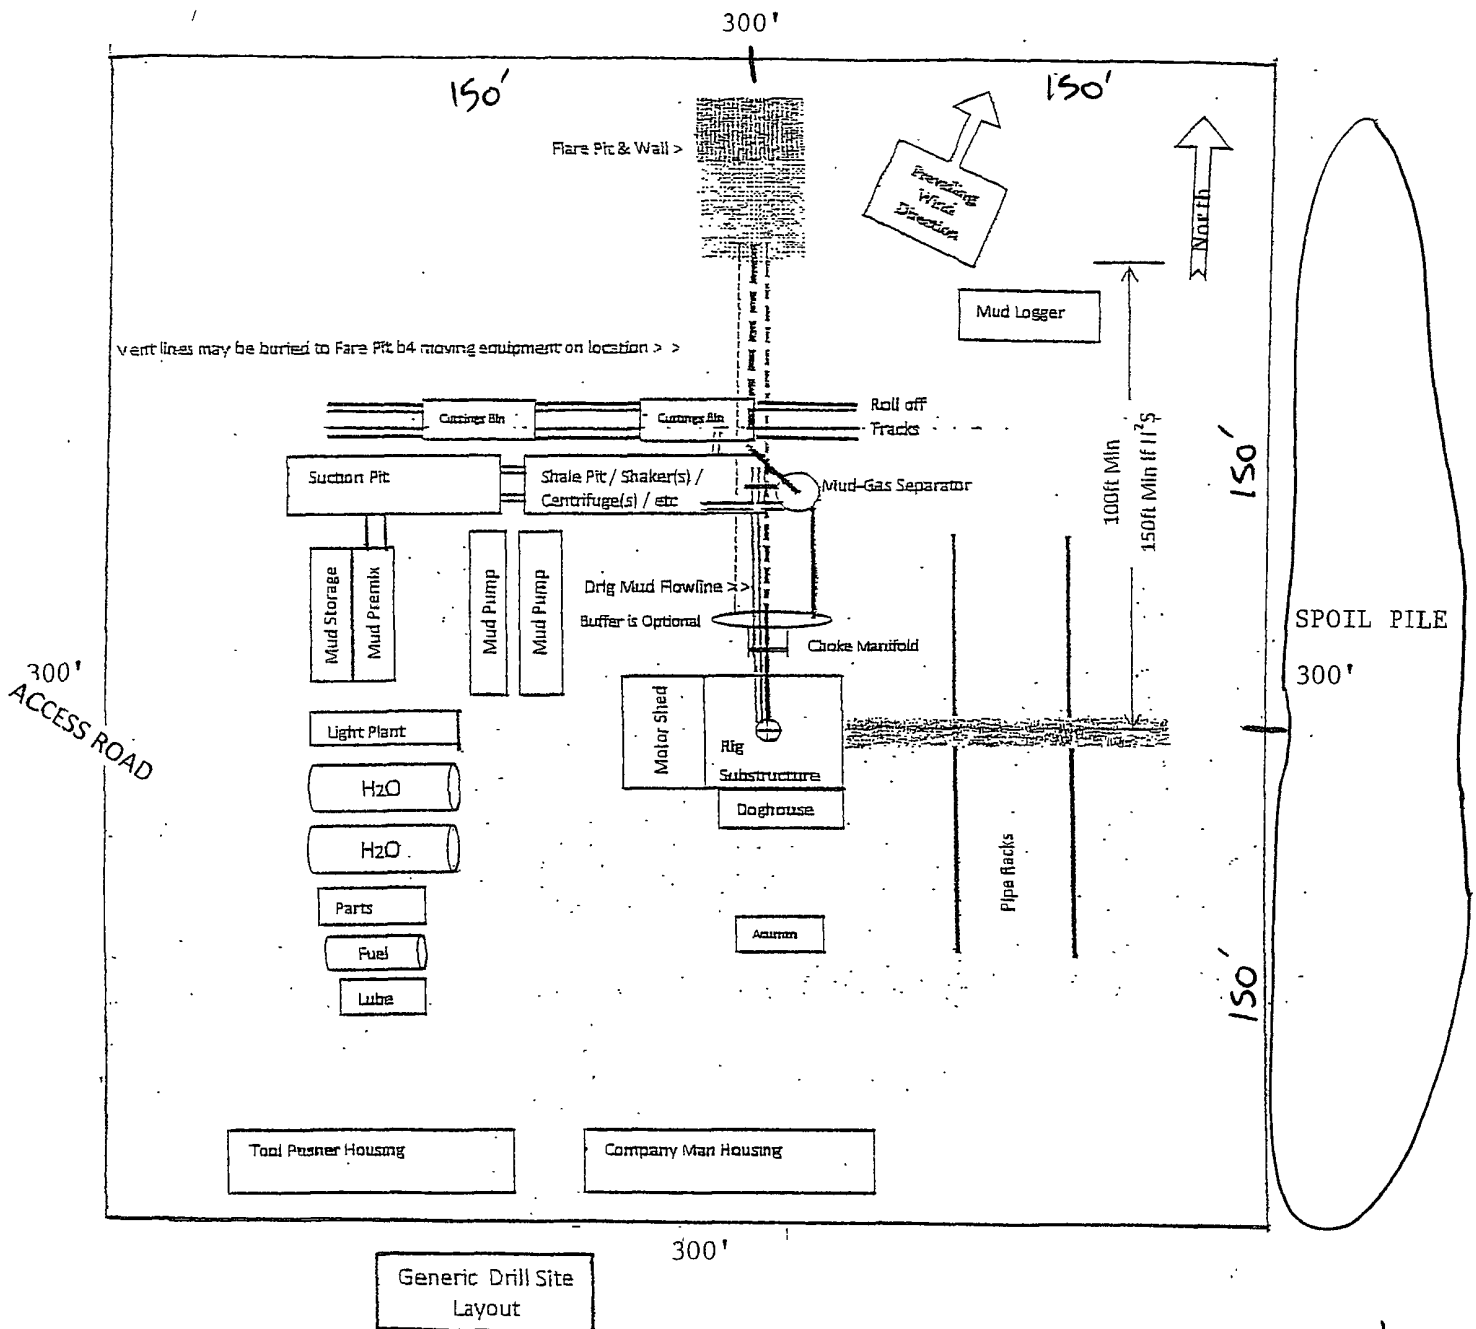 300'
150'
150'
Flare Pit & Wall >
Prevailing
Wind
Direction
North
Mud Logger
Vent lines may be buried to Fare Pit b4 moving equipment on location > >
Cuttings Bin
Cuttings Bin
Roll off
Tracks
Suction Pit
Shale Pit / Shaker(s) /
Centrifuge(s) / etc
Mud-Gas Separator
100ft Min
150ft Min if H²S
150'
Mud Storage
Mud Premix
Mud Pump
Mud Pump
Drlg Mud Flowline >>
Buffer is Optional
Choke Manifold
SPOIL PILE
300'
300'
ACCESS ROAD
Light Plant
Motor Shed
Rig
Substructure
Doghouse
H2O
H2O
Parts
Fuel
Lube
Accum
Pipe Racks
150'
Tool Pusher Housing
Company Man Housing
300'
Generic Drill Site
Layout